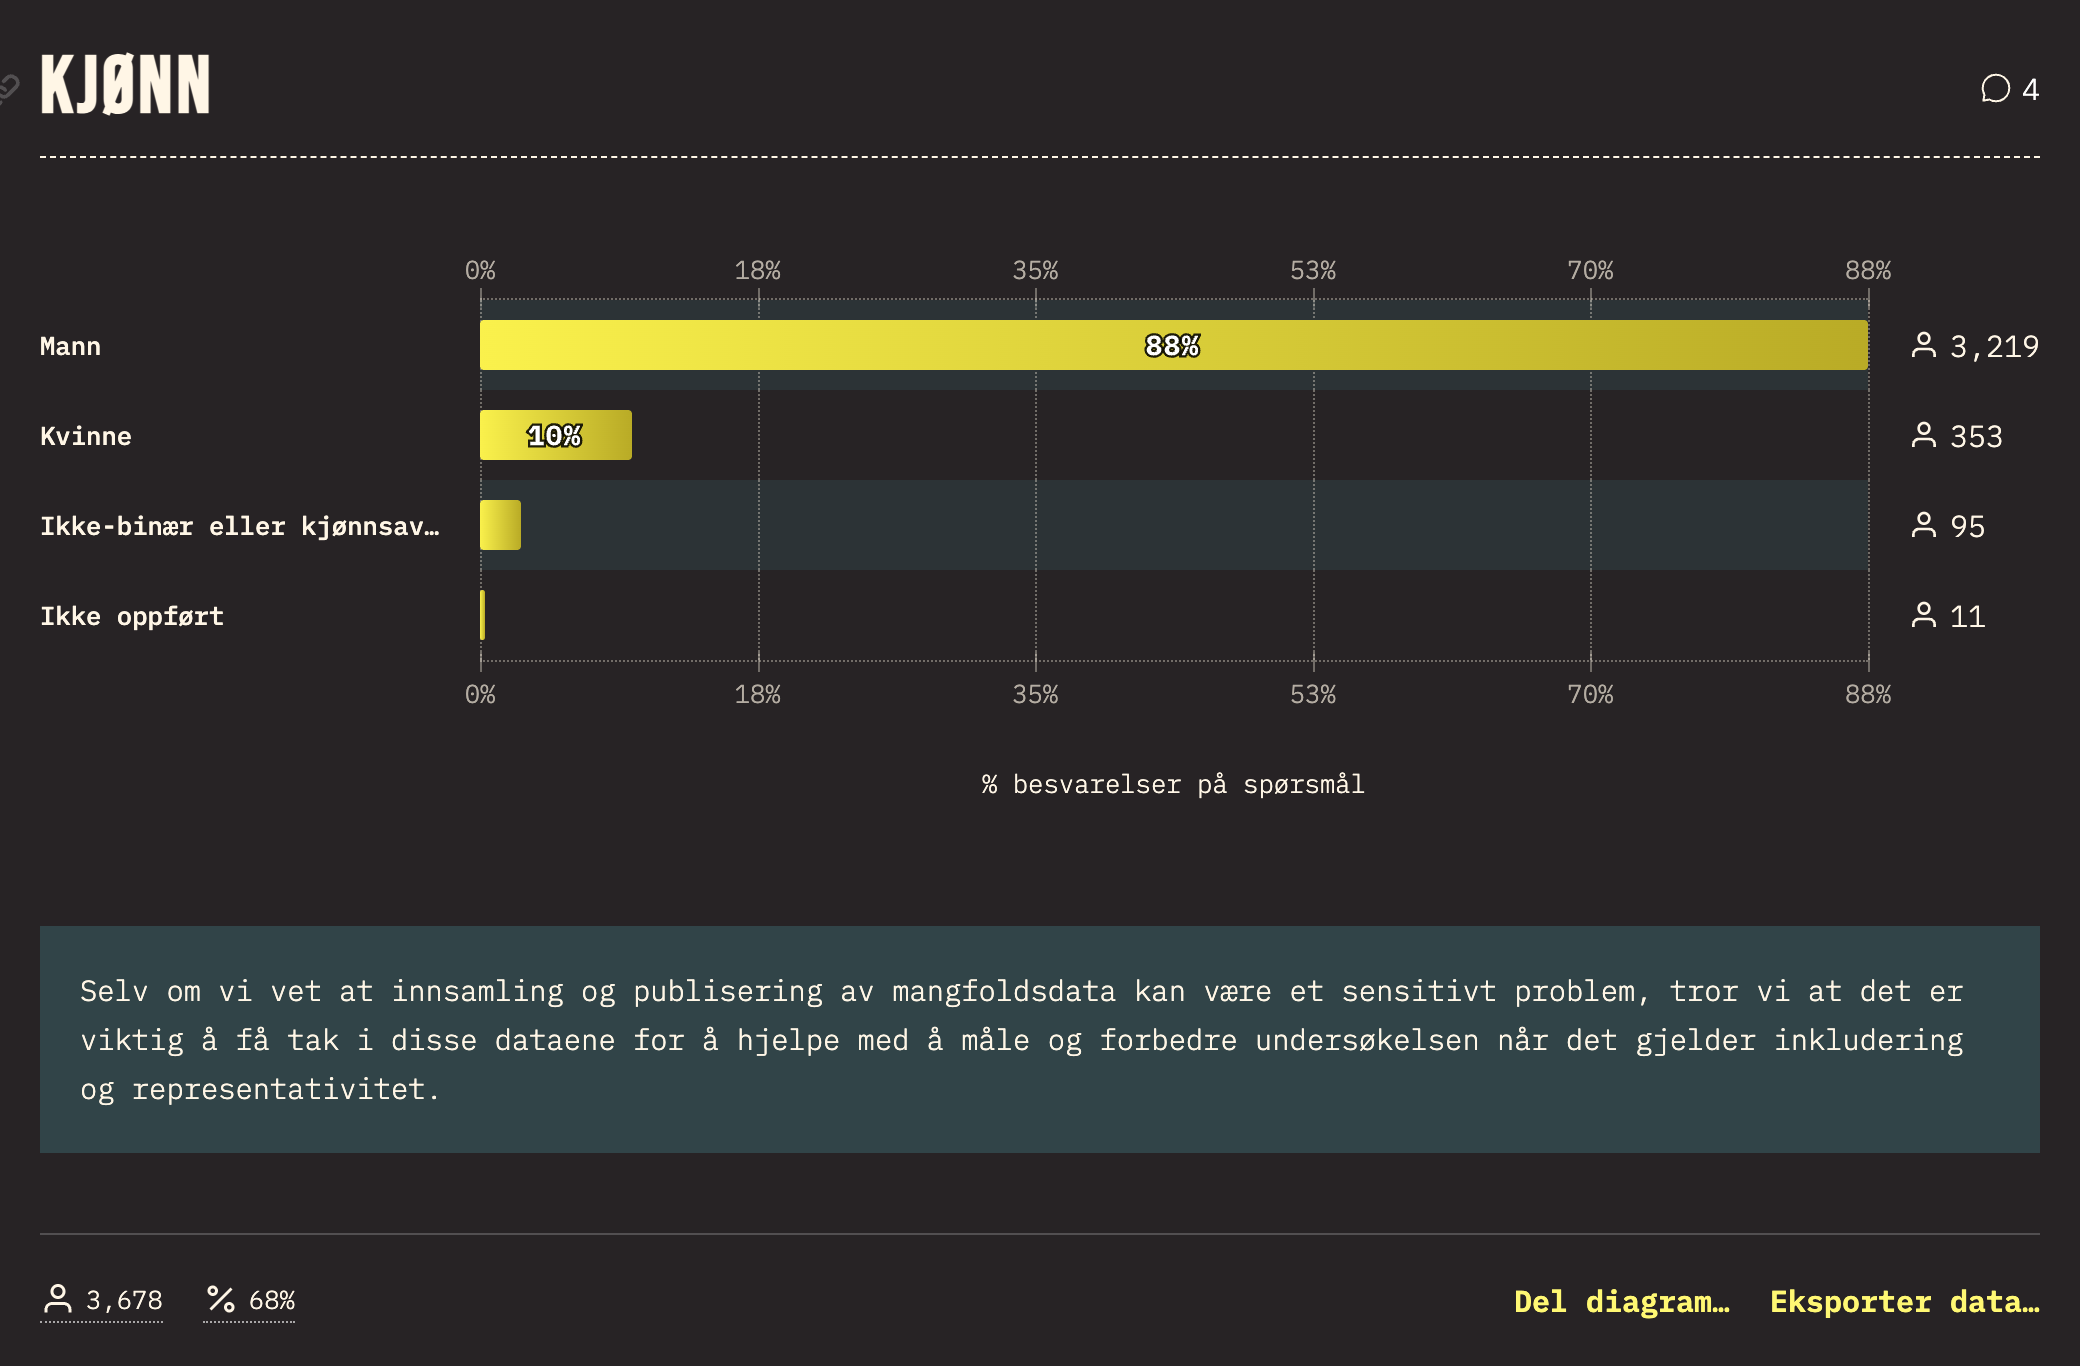 KJØNN
4
0% 18% 35% 53% 70% 88%
Mann 88% 3,219
Kvinne 10% 353
Ikke-binær eller kjønnsav… 95
Ikke oppført 11
0% 18% 35% 53% 70% 88%
% besvarelser på spørsmål
Selv om vi vet at innsamling og publisering av mangfoldsdata kan være et sensitivt problem, tror vi at det er
viktig å få tak i disse dataene for å hjelpe med å måle og forbedre undersøkelsen når det gjelder inkludering
og representativitet.
3,678 % 68% Del diagram… Eksporter data…